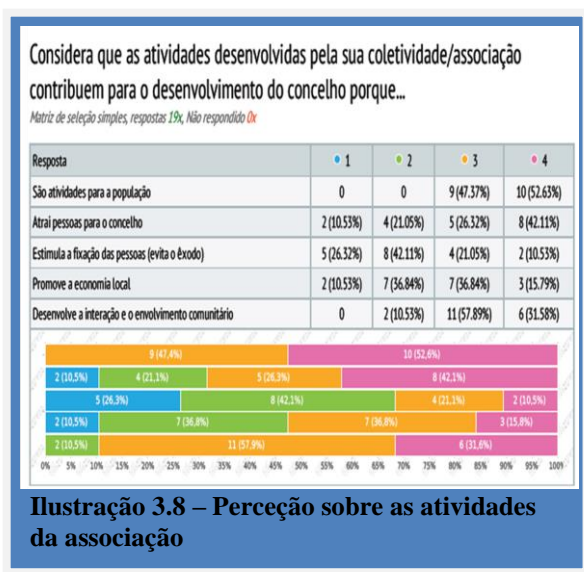 Considera que as atividades desenvolvidas pela sua coletividade/associação
contribuem para o desenvolvimento do concelho porque...
Matriz de seleção simples, respostas 19x, Não respondido 0x
Resposta 1 2 3 4
São atividades para a população 0 0 9 (47.37%) 10 (52.63%)
Atrai pessoas para o concelho 2 (10.53%) 4 (21.05%) 5 (26.32%) 8 (42.11%)
Estimula a fixação das pessoas (evita o êxodo) 5 (26.32%) 8 (42.11%) 4 (21.05%) 2 (10.53%)
Promove a economia local 2 (10.53%) 7 (36.84%) 7 (36.84%) 3 (15.79%)
Desenvolve a interação e o envolvimento comunitário 0 2 (10.53%) 11 (57.89%) 6 (31.58%)
9 (47,4%) 10 (52,6%)
2 (10,5%) 4 (21,1%) 5 (26,3%) 8 (42,1%)
5 (26,3%) 8 (42,1%) 4 (21,1%) 2 (10,5%)
2 (10,5%) 7 (36,8%) 7 (36,8%) 3 (15,8%)
2 (10,5%) 11 (57,9%) 6 (31,6%)
0% 5% 10% 15% 20% 25% 30% 35% 40% 45% 50% 55% 60% 65% 70% 75% 80% 85% 90% 95% 100%
Ilustração 3.8 – Perceção sobre as atividades
da associação